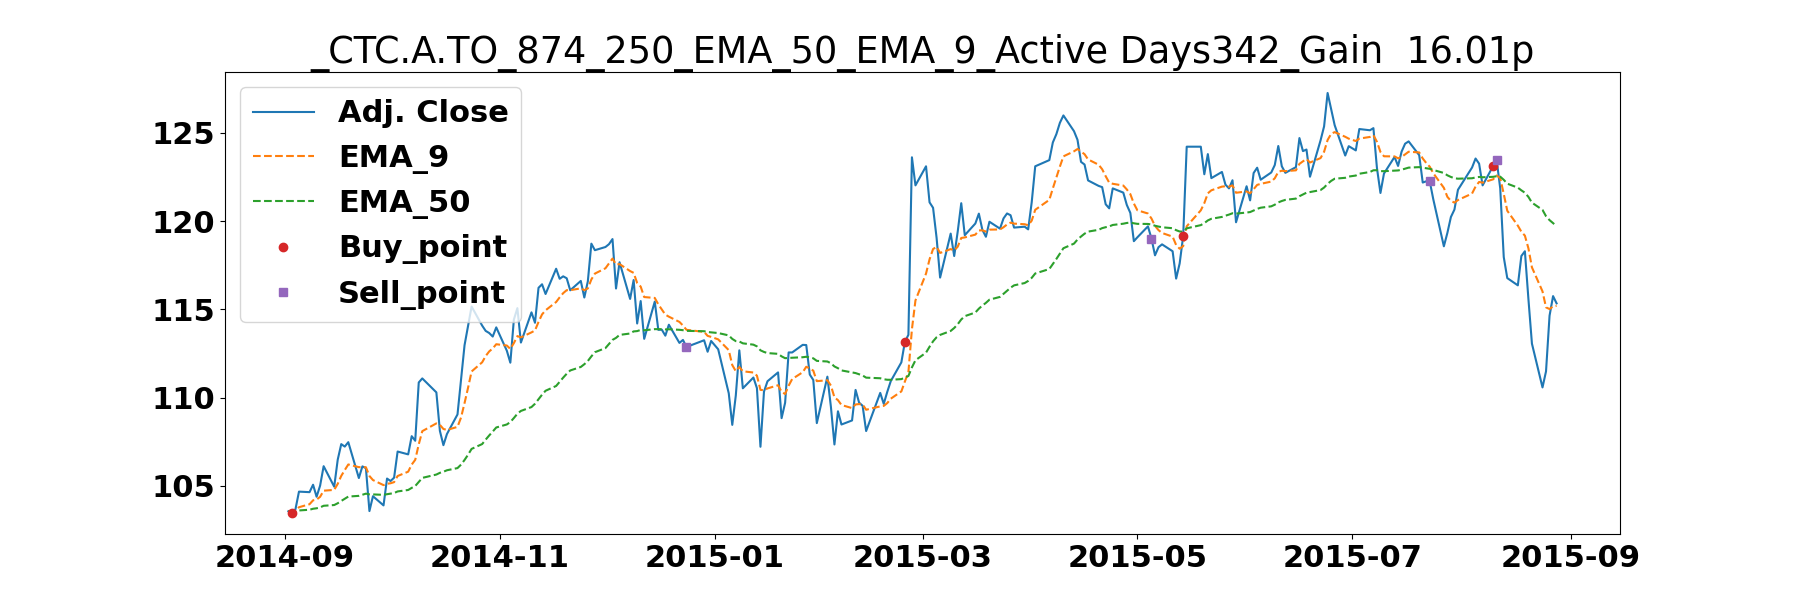 _CTC.A.TO_874_250_EMA_50_EMA_9_Active Days342_Gain  16.01p
Adj. Close
EMA_9
EMA_50
Buy_point
Sell_point
125
120
115
110
105
2014-09 2014-11 2015-01 2015-03 2015-05 2015-07 2015-09